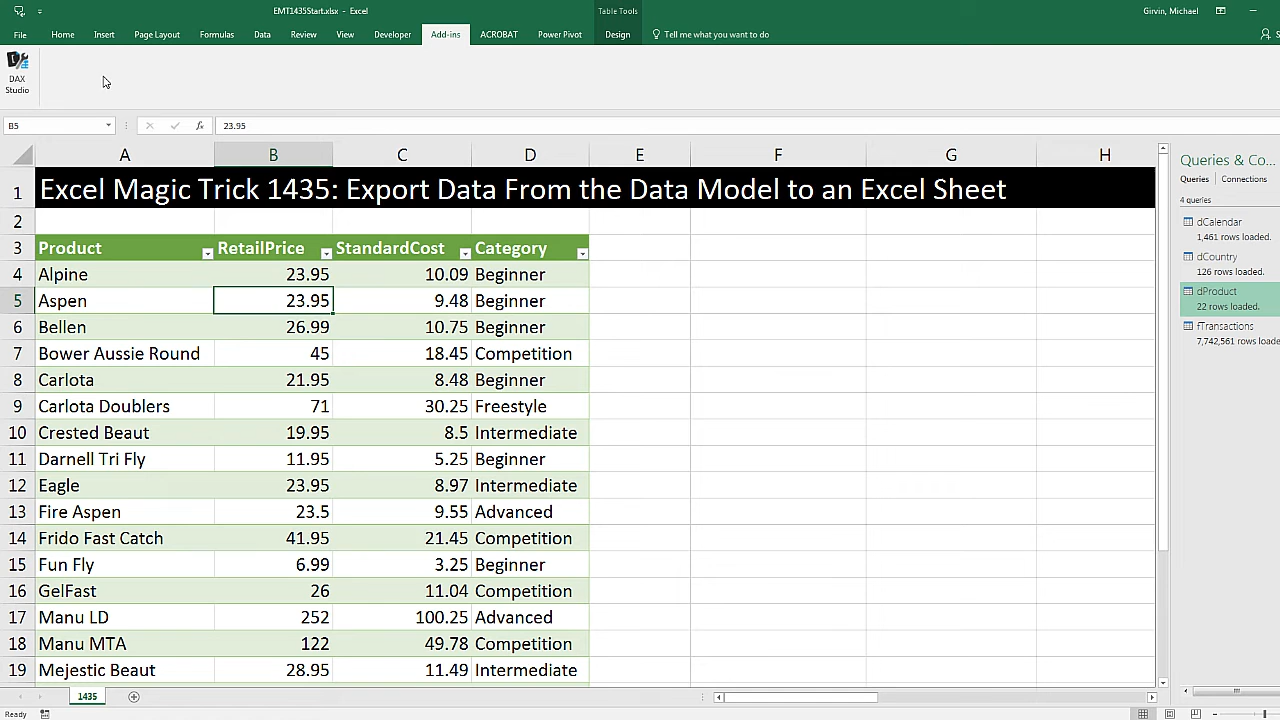 EMT1435Start.xlsx - Excel
Table Tools
Girvin, Michael
File Home Insert Page Layout Formulas Data Review View Developer Add-ins ACROBAT Power Pivot Design Tell me what you want to do
DAX
Studio
B5 fx 23.95
A B C D E F G H
1 Excel Magic Trick 1435: Export Data From the Data Model to an Excel Sheet
2
3 Product RetailPrice StandardCost Category
4 Alpine 23.95 10.09 Beginner
5 Aspen 23.95 9.48 Beginner
6 Bellen 26.99 10.75 Beginner
7 Bower Aussie Round 45 18.45 Competition
8 Carlota 21.95 8.48 Beginner
9 Carlota Doublers 71 30.25 Freestyle
10 Crested Beaut 19.95 8.5 Intermediate
11 Darnell Tri Fly 11.95 5.25 Beginner
12 Eagle 23.95 8.97 Intermediate
13 Fire Aspen 23.5 9.55 Advanced
14 Frido Fast Catch 41.95 21.45 Competition
15 Fun Fly 6.99 3.25 Beginner
16 GelFast 26 11.04 Competition
17 Manu LD 252 100.25 Advanced
18 Manu MTA 122 49.78 Competition
19 Mejestic Beaut 28.95 11.49 Intermediate
Queries & Co...
Queries Connections
4 queries
dCalendar
1,461 rows loaded.
dCountry
126 rows loaded.
dProduct
22 rows loaded.
fTransactions
7,742,561 rows loade
1435
Ready